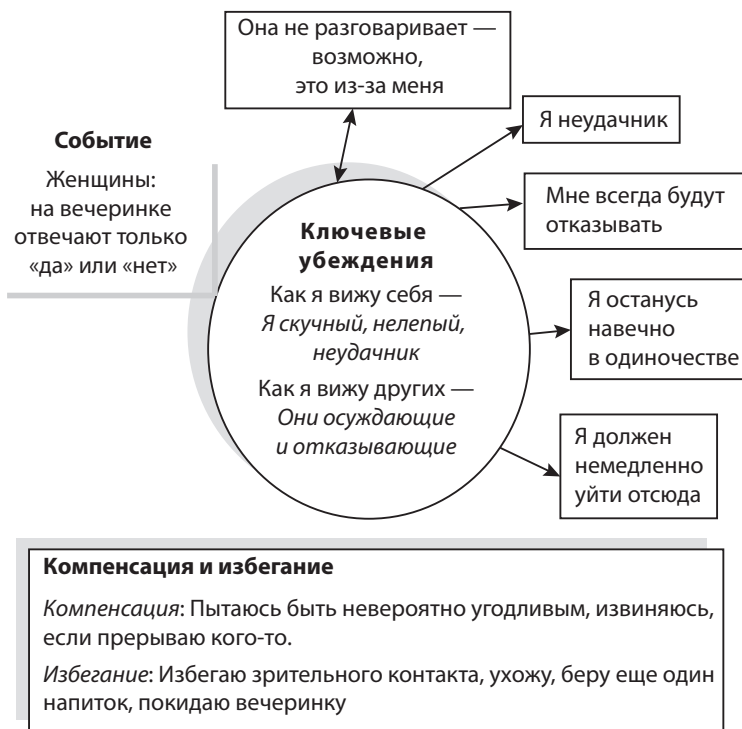 Она не разговаривает —
возможно,
это из-за меня
Событие
Женщины:
на вечеринке
отвечают только
«да» или «нет»
Я неудачник
Мне всегда будут
отказывать
Ключевые
убеждения
Как я вижу себя —
Я скучный, нелепый,
неудачник
Как я вижу других —
Они осуждающие
и отказывающие
Я останусь
навечно
в одиночестве
Я должен
немедленно
уйти отсюда
Компенсация и избегание
Компенсация: Пытаюсь быть невероятно угодливым, извиняюсь,
если прерываю кого-то.
Избегание: Избегаю зрительного контакта, ухожу, беру еще один
напиток, покидаю вечеринку